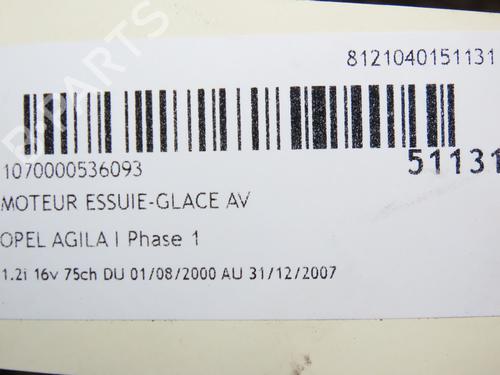 8121040151131
1070000536093
51131
MOTEUR ESSUIE-GLACE AV
OPEL AGILA I Phase 1
1.2i 16v 75ch DU 01/08/2000 AU 31/12/2007
B-PARTS